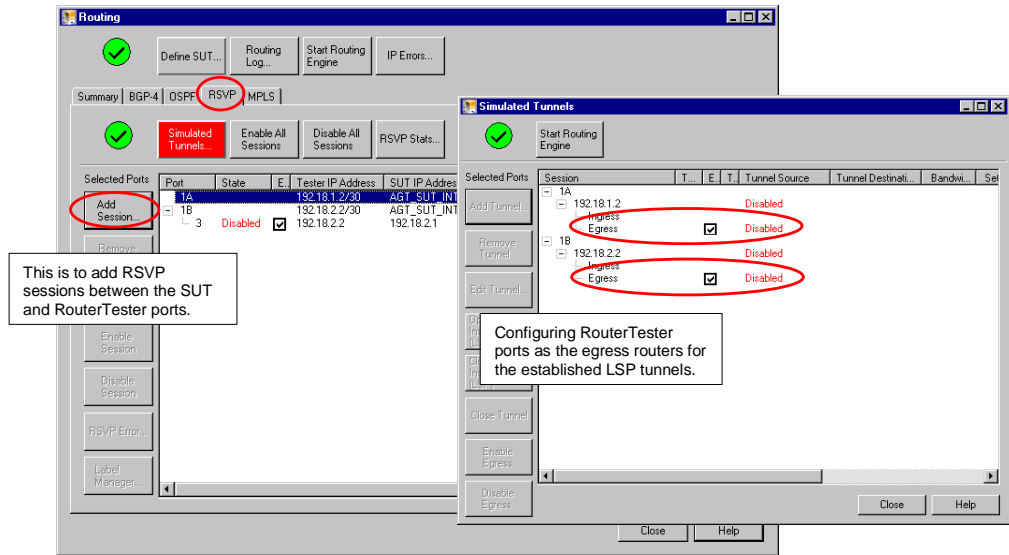 Routing
Define SUT...
Routing Log...
Start Routing Engine
IP Errors...
Summary
BGP-4
OSPF
RSVP
MPLS
Simulated Tunnels...
Enable All Sessions
Disable All Sessions
RSVP Stats...
Selected Ports
Add Session...
Remove
Enable Session
Disable Session
RSVP Error...
Label Manager...
Port State E.. Tester IP Address SUT IP Addres
1A 192.18.1.2/30 AGT_SUT_INT
1B 192.18.2.2/30 AGT_SUT_INT
3 Disabled 192.18.2.2 192.18.2.1
This is to add RSVP
sessions between the SUT
and RouterTester ports.
Close
Help
Simulated Tunnels
Start Routing Engine
Selected Ports
Add Tunnel...
Remove Tunnel
Edit Tunnel...
Close Tunnel
Enable Egress
Disable Egress
Session T... E.. T.. Tunnel Source Tunnel Destinati... Bandwi... Sel
1A
192.18.1.2 Disabled
Ingress
Egress Disabled
1B
192.18.2.2 Disabled
Ingress
Egress Disabled
Configuring RouterTester
ports as the egress routers for
the established LSP tunnels.
Close
Help